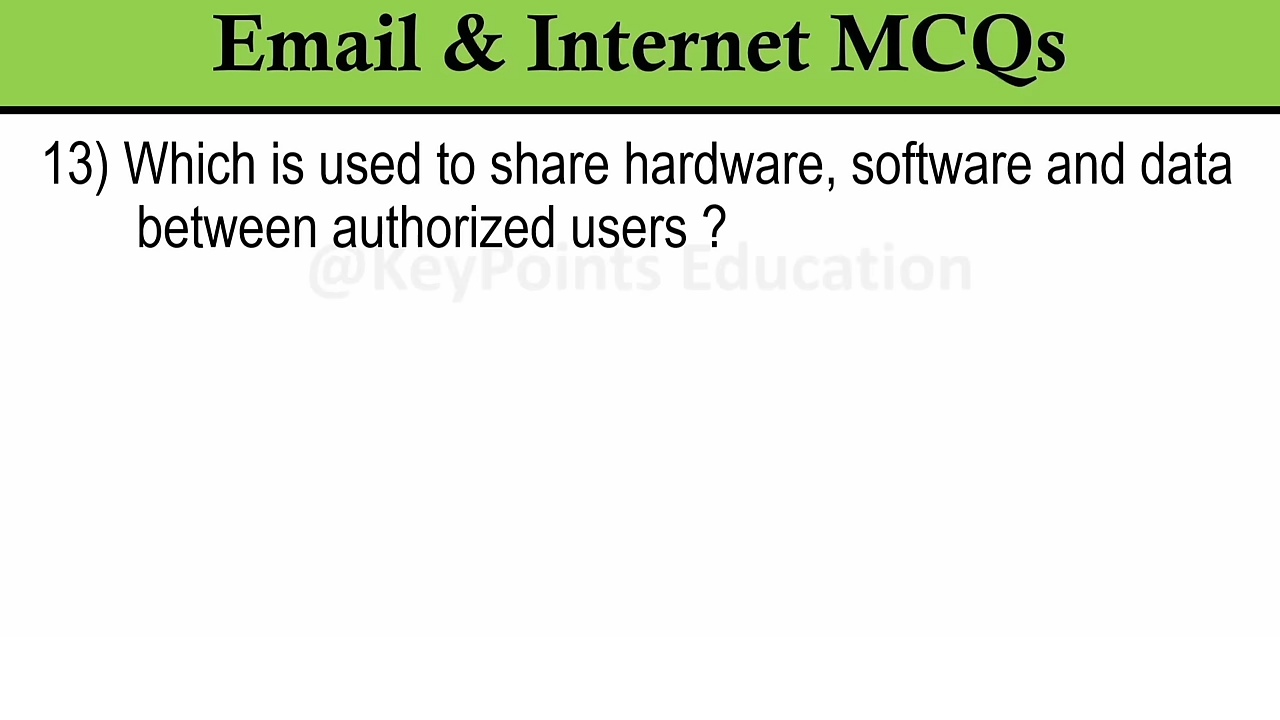 Email & Internet MCQs
13) Which is used to share hardware, software and data
between authorized users ?
@KeyPoints Education